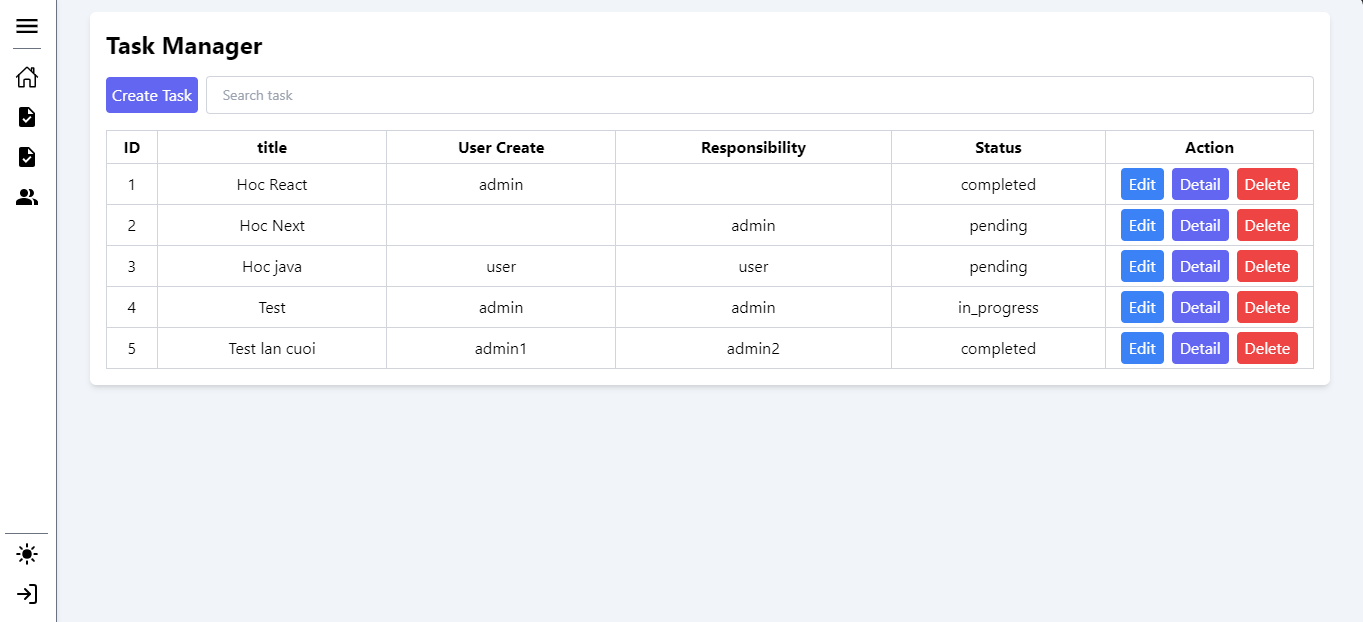 Task Manager
Create Task Search task
ID title User Create Responsibility Status Action
1 Hoc React admin completed Edit Detail Delete
2 Hoc Next admin pending Edit Detail Delete
3 Hoc java user user pending Edit Detail Delete
4 Test admin admin in_progress Edit Detail Delete
5 Test lan cuoi admin1 admin2 completed Edit Detail Delete